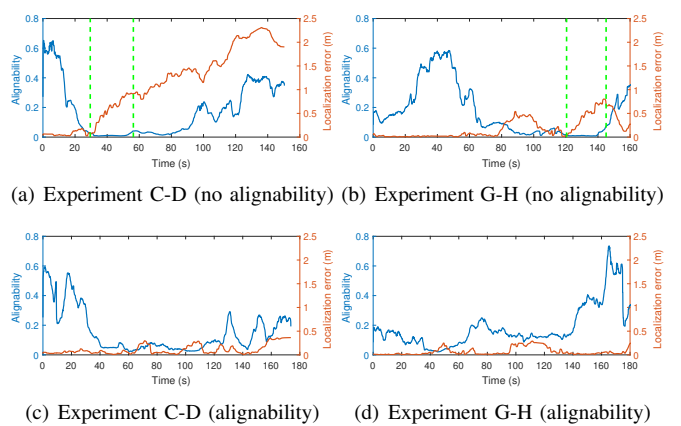 0.8 0.6 0.4 0.2 0
Alignability
2.5 2 1.5 1 0.5 0
Localization error (m)
0 20 40 60 80 100 120 140 160
Time (s)
0.8 0.6 0.4 0.2 0
Alignability
2.5 2 1.5 1 0.5 0
Localization error (m)
0 20 40 60 80 100 120 140 160
Time (s)
(a) Experiment C-D (no alignability) (b) Experiment G-H (no alignability)
0.8 0.6 0.4 0.2 0
Alignability
2.5 2 1.5 1 0.5 0
Localization error (m)
0 20 40 60 80 100 120 140 160 180
Time (s)
0.8 0.6 0.4 0.2 0
Alignability
2.5 2 1.5 1 0.5 0
Localization error (m)
0 20 40 60 80 100 120 140 160 180
Time (s)
(c) Experiment C-D (alignability) (d) Experiment G-H (alignability)